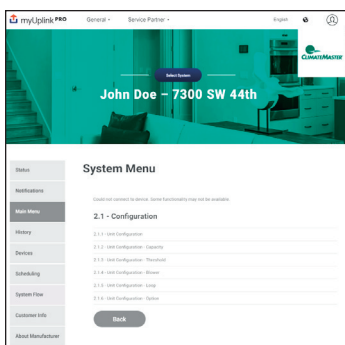 myUplink PRO
General
Service Partner
English
CLIMATEMASTER
Select System
John Doe – 7300 SW 44th
Status
Notifications
Main Menu
History
Devices
Scheduling
System Flow
Customer Info
About Manufacturer
System Menu
Could not connect to device. Some functionality may not be available.
2.1 - Configuration
2.1.1 - Unit Configuration
2.1.2 - Unit Configuration - Capacity
2.1.3 - Unit Configuration - Threshold
2.1.4 - Unit Configuration - Blower
2.1.5 - Unit Configuration - Loop
2.1.6 - Unit Configuration - Option
Back